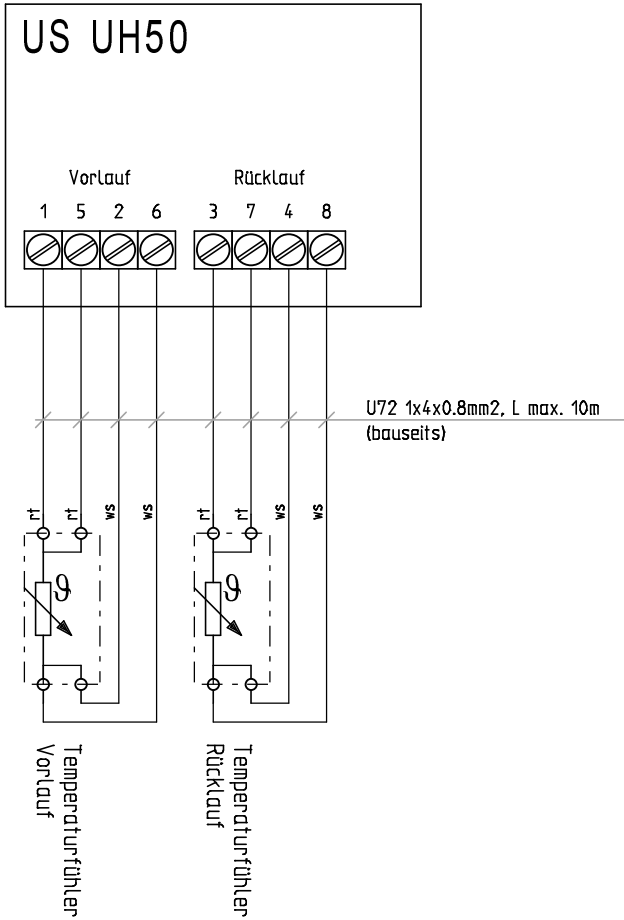 US UH50
Vorlauf Rücklauf
1 5 2 6 3 7 4 8
U72 1x4x0.8mm2, L max. 10m
(bauseits)
rt rt ws ws rt rt ws ws
ϑ ϑ
Temperaturfühler
Vorlauf
Temperaturfühler
Rücklauf